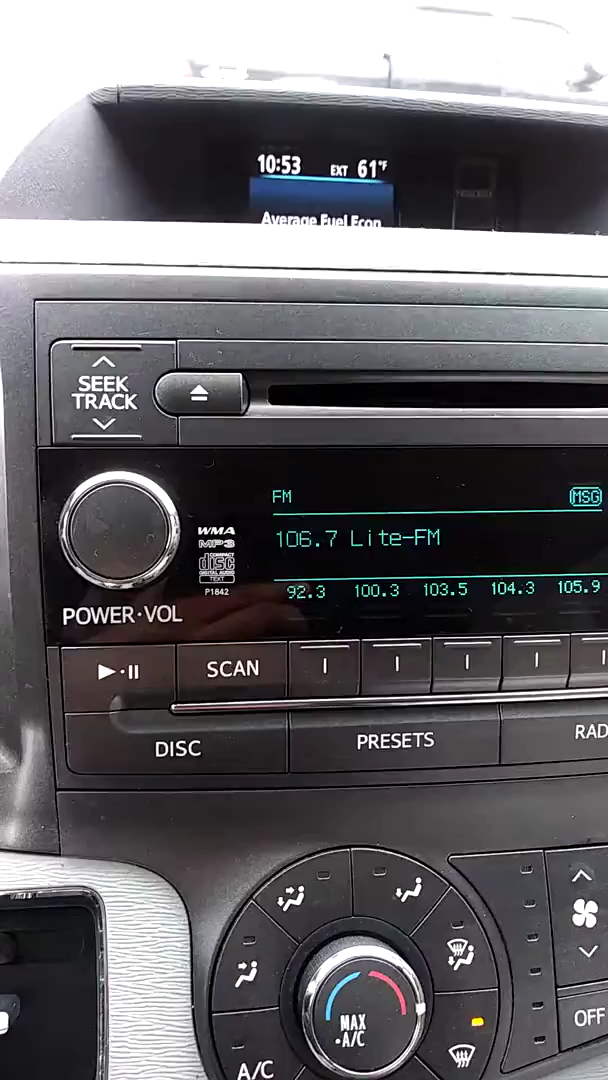 10:53 EXT 61°F
Average Fuel Econ
SEEK
TRACK
FM MSG
106.7 Lite-FM
92.3 100.3 103.5 104.3 105.9
WMA
MP3
COMPACT
disc
DIGITAL AUDIO
TEXT
P1842
POWER·VOL
SCAN
DISC
PRESETS
RAD
MAX
A/C
A/C
OFF